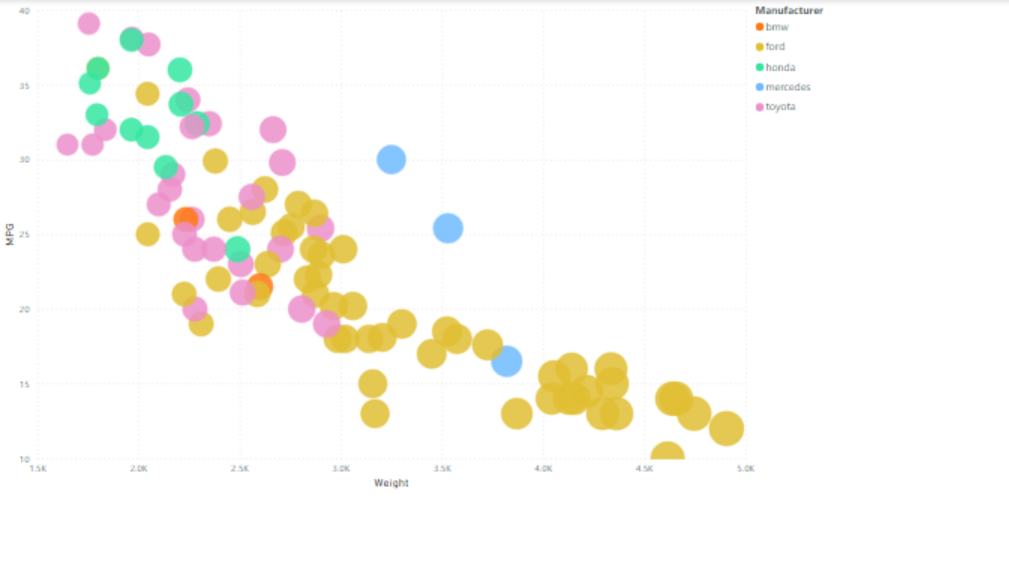 Manufacturer
bmw
ford
honda
mercedes
toyota
MPG
40
35
30
25
20
15
10
1.5K 2.0K 2.5K 3.0K 3.5K 4.0K 4.5K 5.0K
Weight